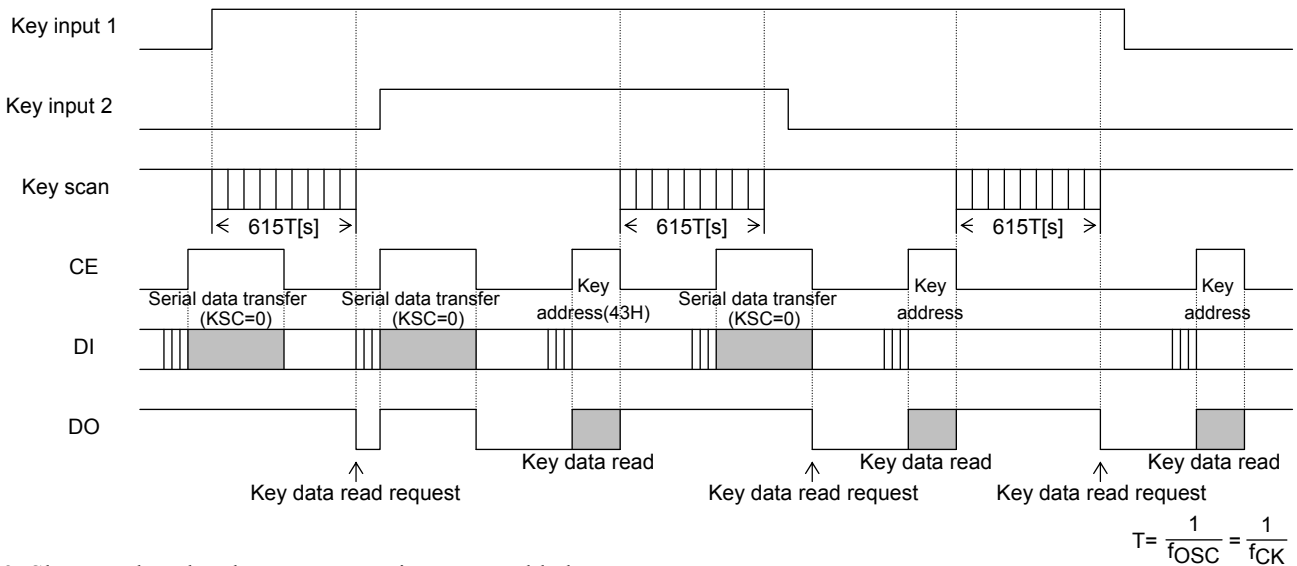 Key input 1
Key input 2
Key scan
615T[s] 615T[s] 615T[s]
CE
Key Key Key
Serial data transfer Serial data transfer address(43H) Serial data transfer address address
(KSC=0) (KSC=0) (KSC=0)
DI
DO
Key data read Key data read Key data read
Key data read request Key data read request Key data read request
T= 1 / fOSC = 1 / fCK